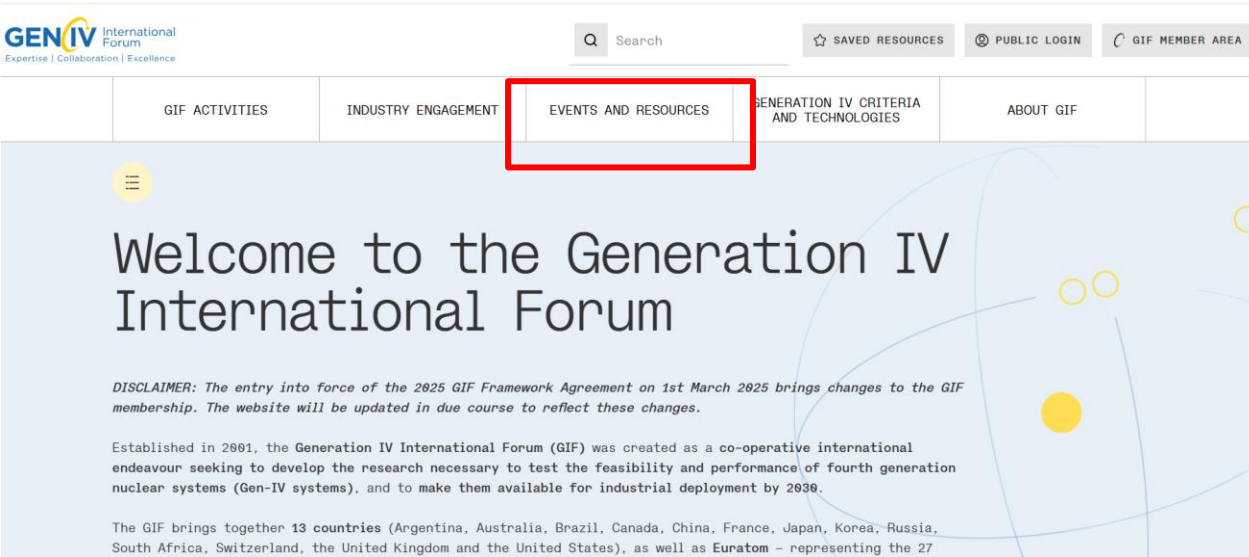 GEN IV International
Forum
Expertise | Collaboration | Excellence
Search
SAVED RESOURCES
PUBLIC LOGIN
GIF MEMBER AREA
GIF ACTIVITIES
INDUSTRY ENGAGEMENT
EVENTS AND RESOURCES
GENERATION IV CRITERIA
AND TECHNOLOGIES
ABOUT GIF
Welcome to the Generation IV
International Forum
DISCLAIMER: The entry into force of the 2025 GIF Framework Agreement on 1st March 2025 brings changes to the GIF
membership. The website will be updated in due course to reflect these changes.
Established in 2001, the Generation IV International Forum (GIF) was created as a co-operative international
endeavour seeking to develop the research necessary to test the feasibility and performance of fourth generation
nuclear systems (Gen-IV systems), and to make them available for industrial deployment by 2030.
The GIF brings together 13 countries (Argentina, Australia, Brazil, Canada, China, France, Japan, Korea, Russia,
South Africa, Switzerland, the United Kingdom and the United States), as well as Euratom – representing the 27